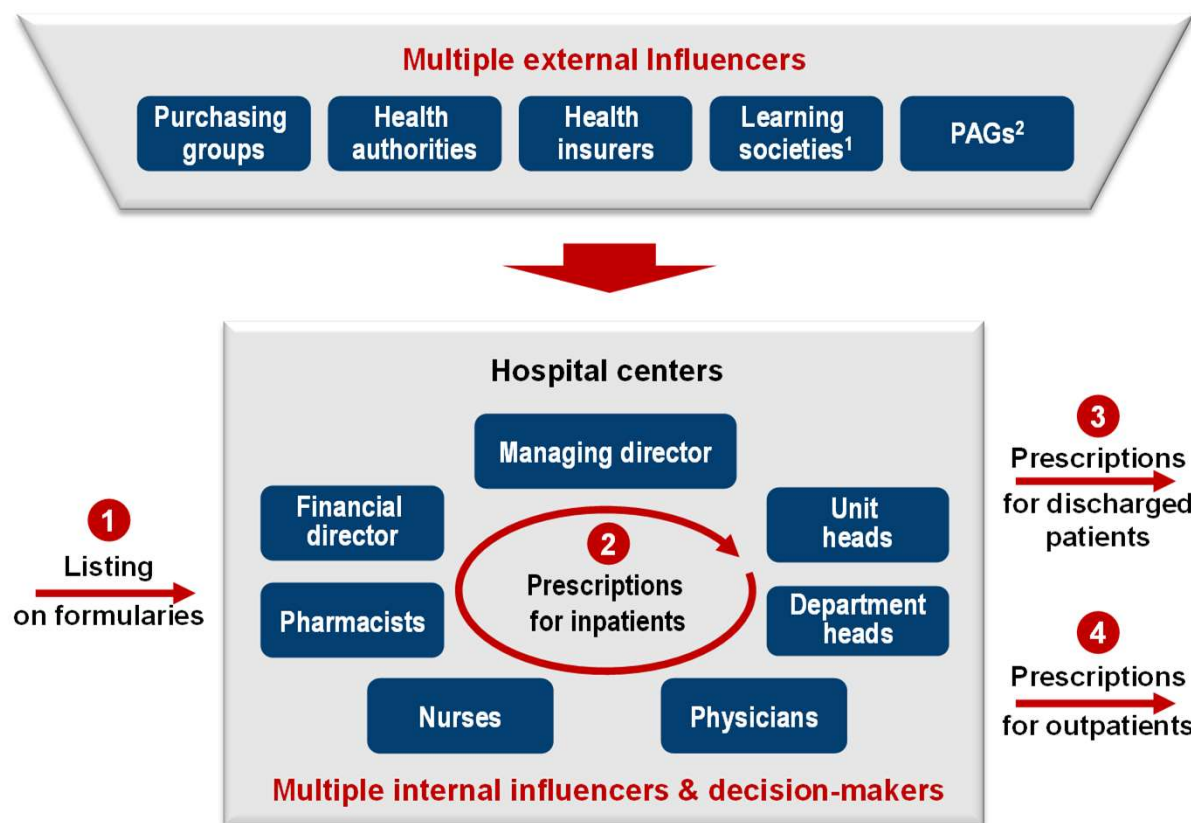 Multiple external Influencers
Purchasing
groups
Health
authorities
Health
insurers
Learning
societies¹
PAGs²
Hospital centers
Managing director
Financial
director
Pharmacists
Nurses
Physicians
Unit
heads
Department
heads
2
Prescriptions
for inpatients
Multiple internal influencers & decision-makers
1
Listing
on formularies
3
Prescriptions
for discharged
patients
4
Prescriptions
for outpatients